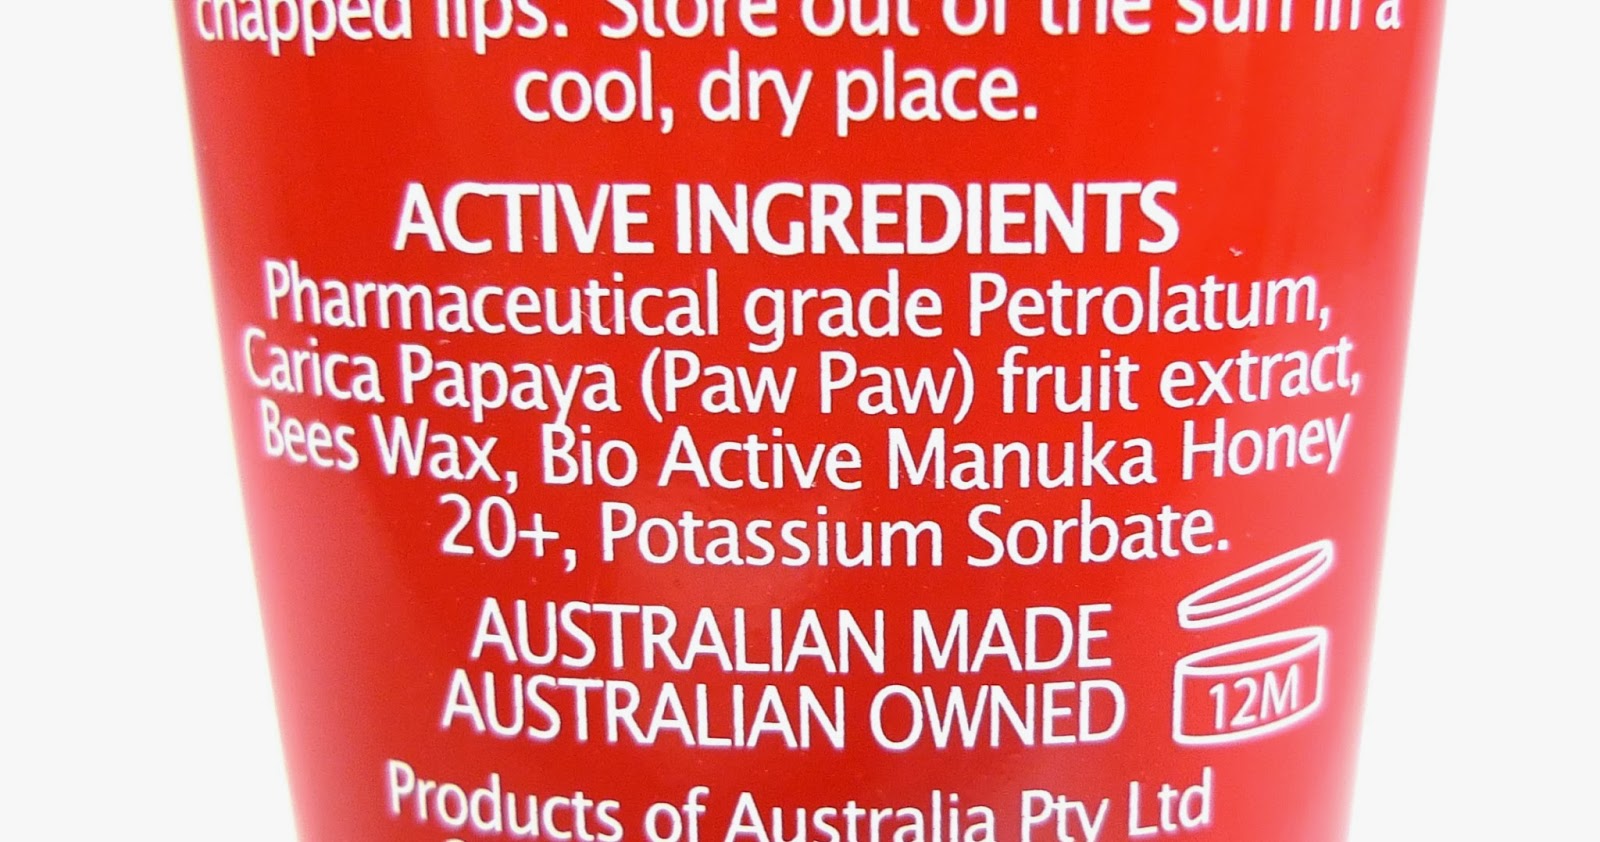 chapped lips. Store out of the sun in a
cool, dry place.
ACTIVE INGREDIENTS
Pharmaceutical grade Petrolatum,
Carica Papaya (Paw Paw) fruit extract,
Bees Wax, Bio Active Manuka Honey
20+, Potassium Sorbate.
AUSTRALIAN MADE
AUSTRALIAN OWNED
12M
Products of Australia Pty Ltd